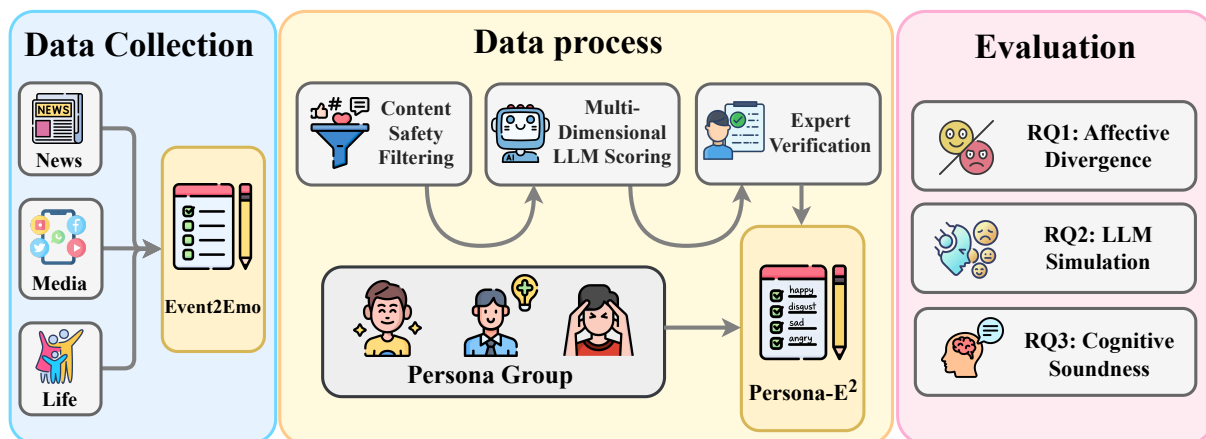 Data Collection
NEWS
News
Media
Life
Event2Emo
Data process
Content
Safety
Filtering
AI
Multi-
Dimensional
LLM Scoring
Expert
Verification
Persona Group
happy
disgust
sad
angry
Persona-E²
Evaluation
RQ1: Affective
Divergence
RQ2: LLM
Simulation
RQ3: Cognitive
Soundness